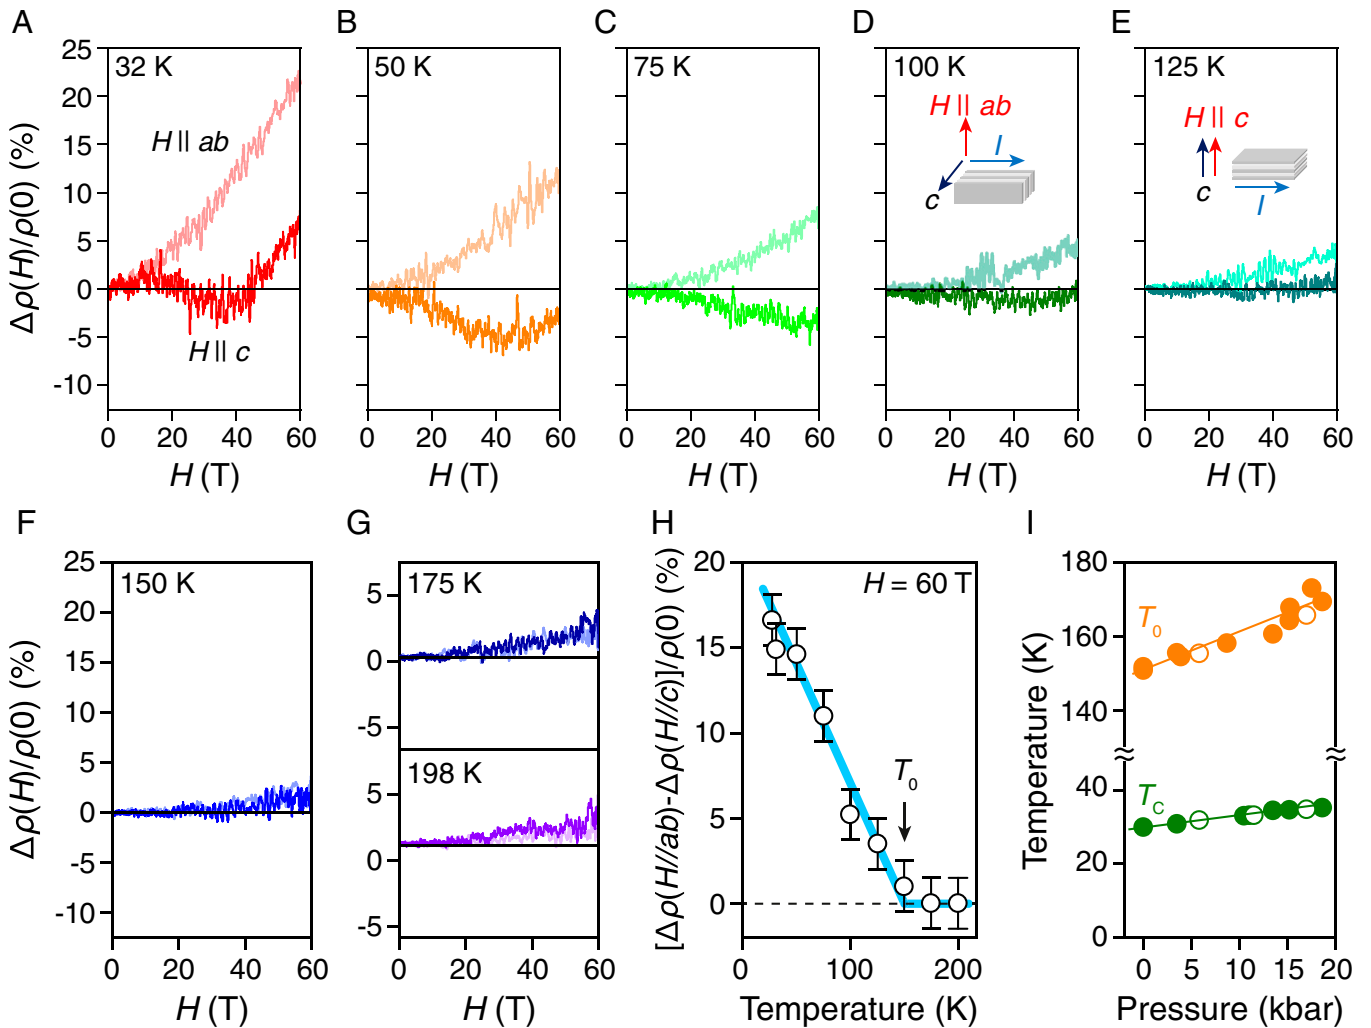 A
B
C
D
E
Δρ(H)/ρ(0) (%)
25
20
15
10
5
0
-5
-10
32 K
H || ab
H || c
50 K
75 K
100 K
H || ab
I
c
125 K
H || c
c
I
0 20 40 60
0 20 40 60
0 20 40 60
0 20 40 60
0 20 40 60
H (T)
H (T)
H (T)
H (T)
H (T)
F
G
H
I
Δρ(H)/ρ(0) (%)
25
20
15
10
5
0
-5
-10
150 K
0 20 40 60
H (T)
5
0
-5
175 K
5
0
-5
198 K
0 20 40 60
H (T)
[Δρ(H//ab)-Δρ(H//c)]/ρ(0) (%)
20
15
10
5
0
H = 60 T
T0
0 100 200
Temperature (K)
Temperature (K)
180
160
140
40
20
0
T0
TC
0 5 10 15 20
Pressure (kbar)